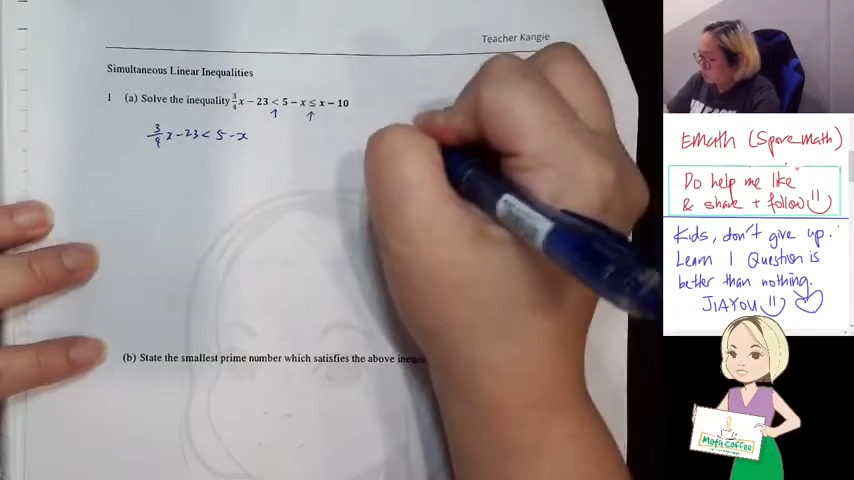 Teacher Kangie
Simultaneous Linear Inequalities
1 (a) Solve the inequality 3/4 x − 23 < 5 − x ≤ x − 10
3/4 x − 23 < 5 − x
(b) State the smallest prime number which satisfies the above
EMath (S'pore math)
Do help me like
& share + follow
Kids, don't give up.
Learn 1 Question is
better than nothing.
JIAYOU
Math Coffee